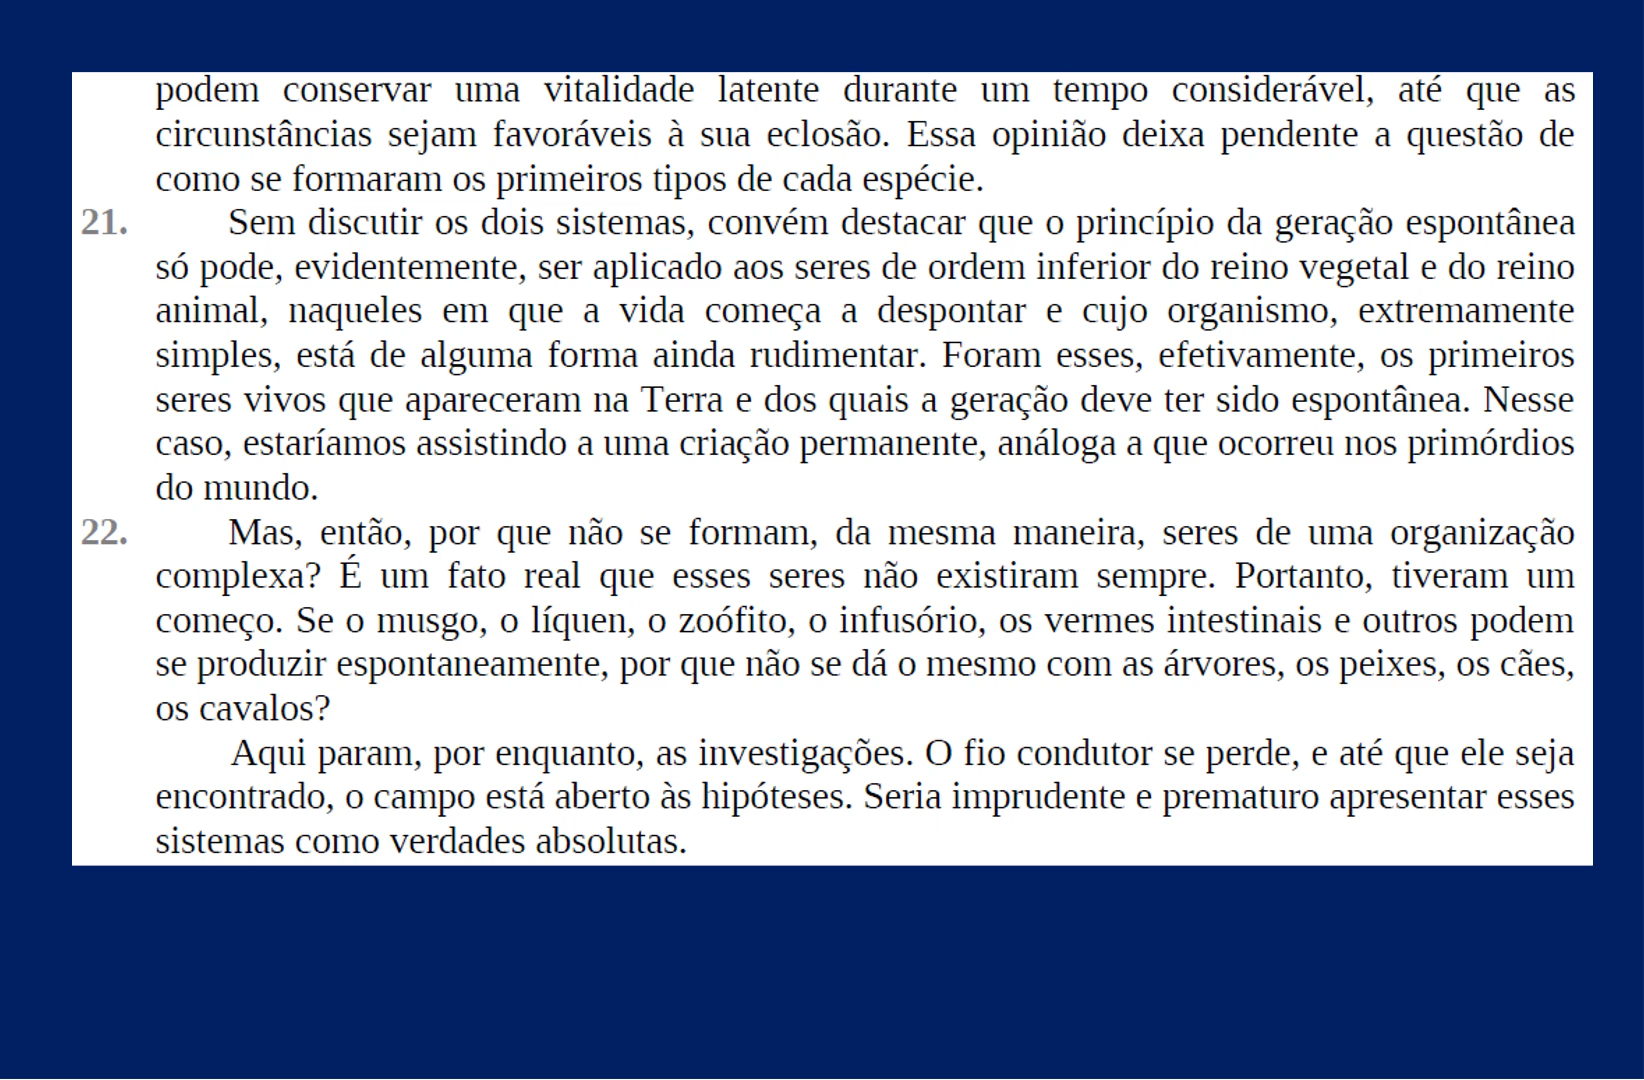 podem conservar uma vitalidade latente durante um tempo considerável, até que as
circunstâncias sejam favoráveis à sua eclosão. Essa opinião deixa pendente a questão de
como se formaram os primeiros tipos de cada espécie.
21. Sem discutir os dois sistemas, convém destacar que o princípio da geração espontânea
só pode, evidentemente, ser aplicado aos seres de ordem inferior do reino vegetal e do reino
animal, naqueles em que a vida começa a despontar e cujo organismo, extremamente
simples, está de alguma forma ainda rudimentar. Foram esses, efetivamente, os primeiros
seres vivos que apareceram na Terra e dos quais a geração deve ter sido espontânea. Nesse
caso, estaríamos assistindo a uma criação permanente, análoga a que ocorreu nos primórdios
do mundo.
22. Mas, então, por que não se formam, da mesma maneira, seres de uma organização
complexa? É um fato real que esses seres não existiram sempre. Portanto, tiveram um
começo. Se o musgo, o líquen, o zoófito, o infusório, os vermes intestinais e outros podem
se produzir espontaneamente, por que não se dá o mesmo com as árvores, os peixes, os cães,
os cavalos?
Aqui param, por enquanto, as investigações. O fio condutor se perde, e até que ele seja
encontrado, o campo está aberto às hipóteses. Seria imprudente e prematuro apresentar esses
sistemas como verdades absolutas.